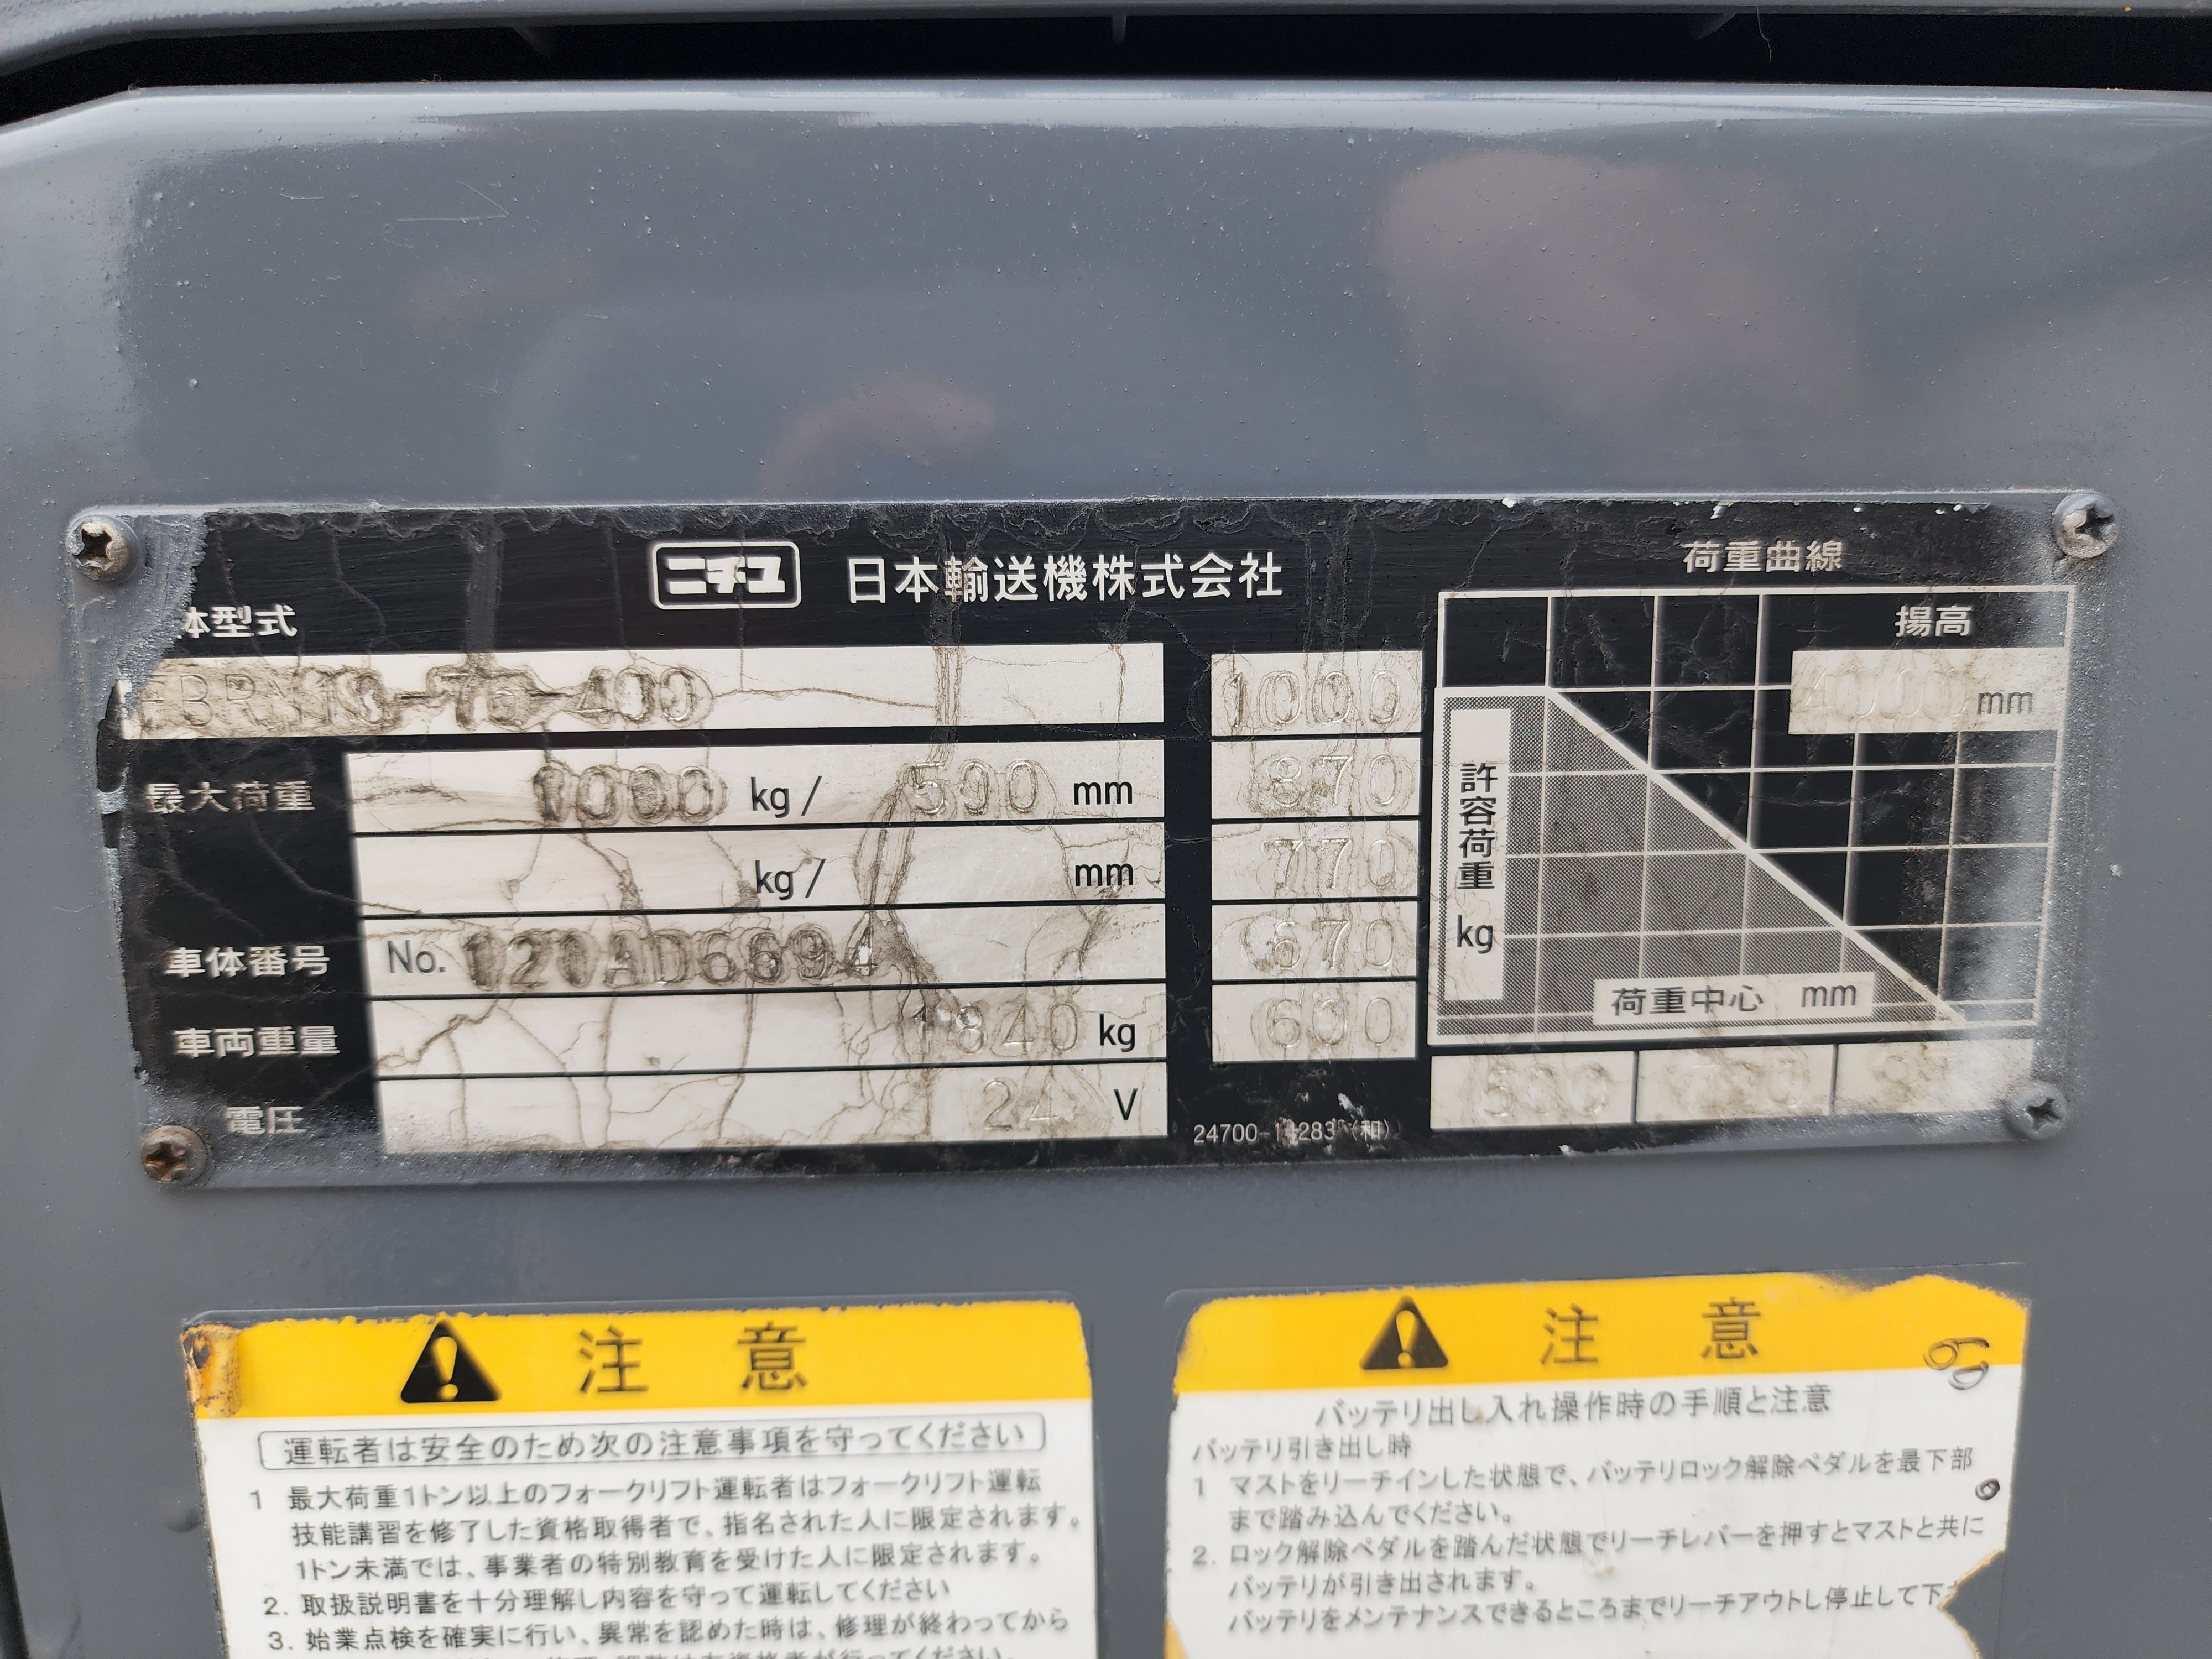 ニチユ 日本輸送機株式会社
体型式
FBRM10-75-400
最大荷重 1000 kg/ 500 mm
kg/ mm
車体番号 No. 120AD6694
車両重量 1840 kg
電圧 24 V
1000
870
770
670
600
24700-14283 (和)
荷重曲線
揚高
4000 mm
許容荷重 kg
荷重中心 mm
500
注意
運転者は安全のため次の注意事項を守ってください
1 最大荷重1トン以上のフォークリフト運転者はフォークリフト運転
技能講習を修了した資格取得者で、指名された人に限定されます。
1トン未満では、事業者の特別教育を受けた人に限定されます。
2. 取扱説明書を十分理解し内容を守って運転してください
3. 始業点検を確実に行い、異常を認めた時は、修理が終わってから
注意
バッテリ出し入れ操作時の手順と注意
バッテリ引き出し時
1 マストをリーチインした状態で、バッテリロック解除ペダルを最下部
まで踏み込んでください。
2. ロック解除ペダルを踏んだ状態でリーチレバーを押すとマストと共に
バッテリが引き出されます。
バッテリをメンテナンスできるところまでリーチアウトし停止して下